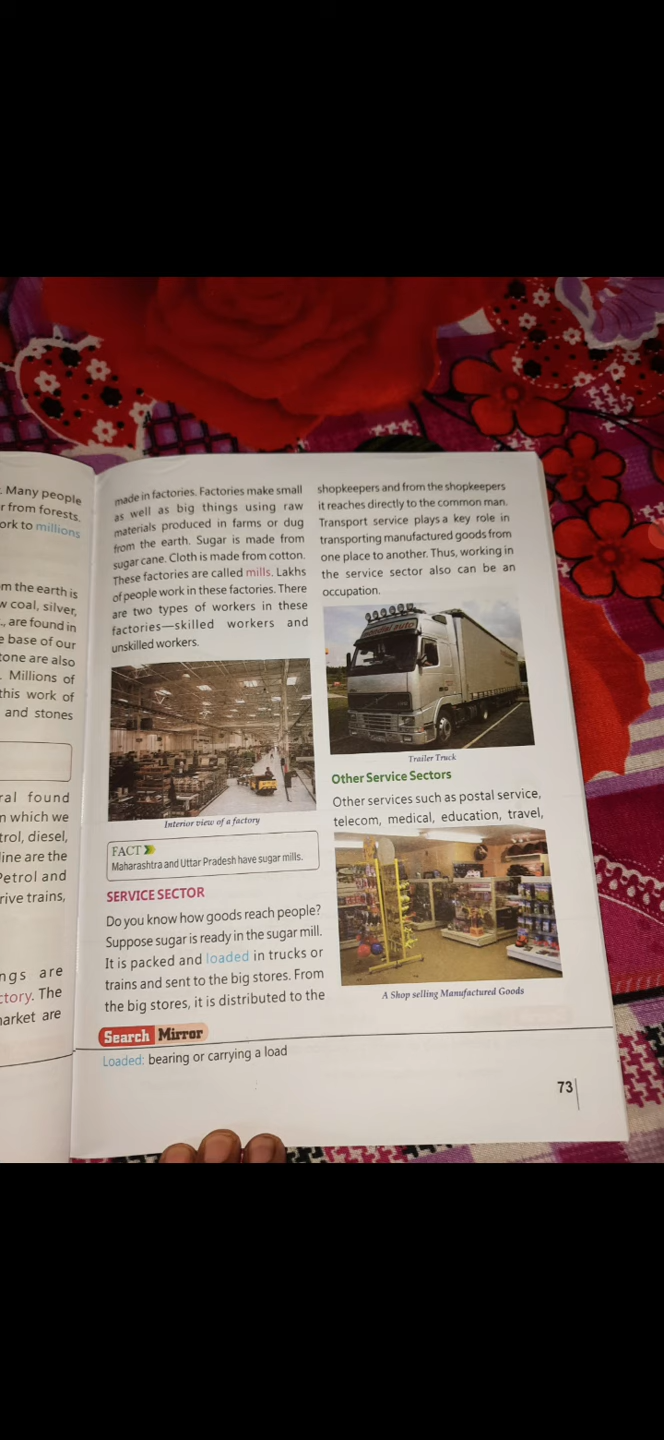 . Many people
r from forests.
ork to millions
om the earth is
w coal, silver,
., are found in
e base of our
tone are also
. Millions of
this work of
and stones
ral found
n which we
trol, diesel,
line are the
Petrol and
rive trains,
ngs are
ctory. The
narket are
made in factories. Factories make small
as well as big things using raw
materials produced in farms or dug
from the earth. Sugar is made from
sugar cane. Cloth is made from cotton.
These factories are called mills. Lakhs
of people work in these factories. There
are two types of workers in these
factories—skilled workers and
unskilled workers.
Interior view of a factory
FACT
Maharashtra and Uttar Pradesh have sugar mills.
SERVICE SECTOR
Do you know how goods reach people?
Suppose sugar is ready in the sugar mill.
It is packed and loaded in trucks or
trains and sent to the big stores. From
the big stores, it is distributed to the
shopkeepers and from the shopkeepers
it reaches directly to the common man.
Transport service plays a key role in
transporting manufactured goods from
one place to another. Thus, working in
the service sector also can be an
occupation.
Trailer Truck
Other Service Sectors
Other services such as postal service,
telecom, medical, education, travel,
A Shop selling Manufactured Goods
Search Mirror
Loaded: bearing or carrying a load
73